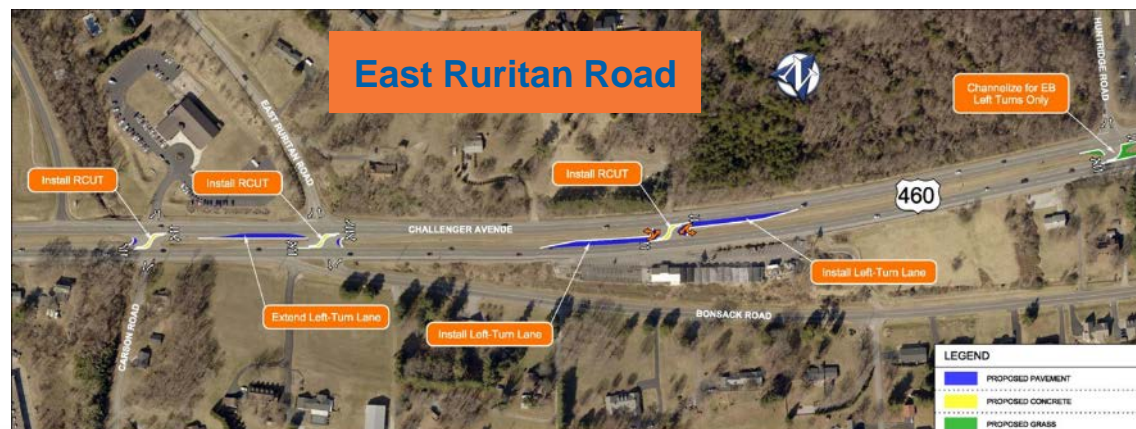 East Ruritan Road
HUNTRIDGE ROAD
Channelize for EB
Left Turns Only
EAST RURITAN ROAD
Install RCUT
Install RCUT
Install RCUT
460
CHALLENGER AVENUE
Install Left-Turn Lane
Extend Left-Turn Lane
Install Left-Turn Lane
BONSACK ROAD
CARSON ROAD
LEGEND
PROPOSED PAVEMENT
PROPOSED CONCRETE
PROPOSED GRASS